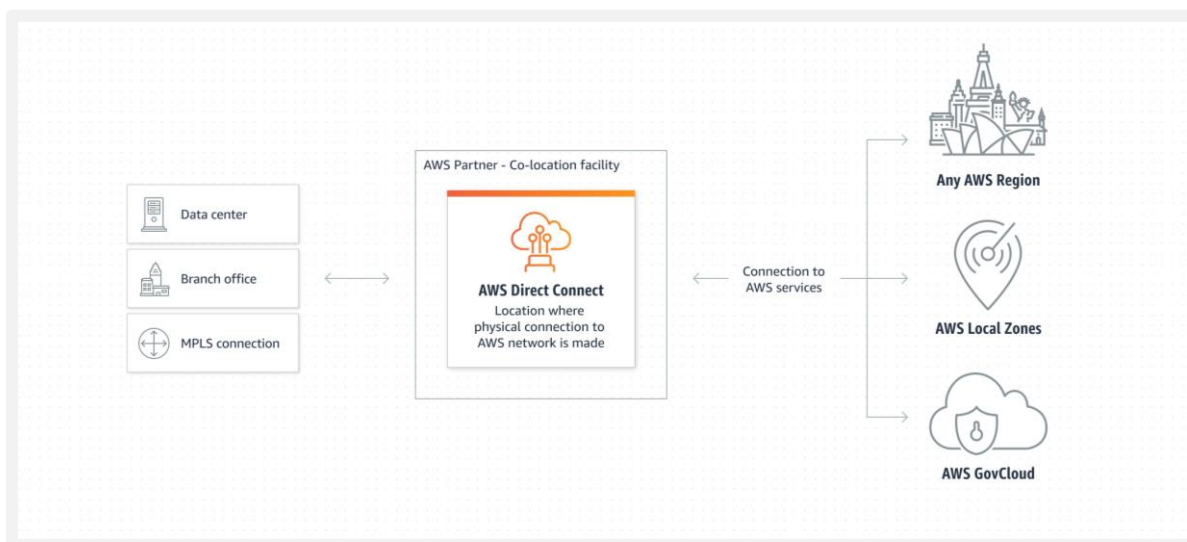 AWS Partner - Co-location facility
Data center
Branch office
MPLS connection
AWS Direct Connect
Location where
physical connection to
AWS network is made
Connection to
AWS services
Any AWS Region
AWS Local Zones
AWS GovCloud